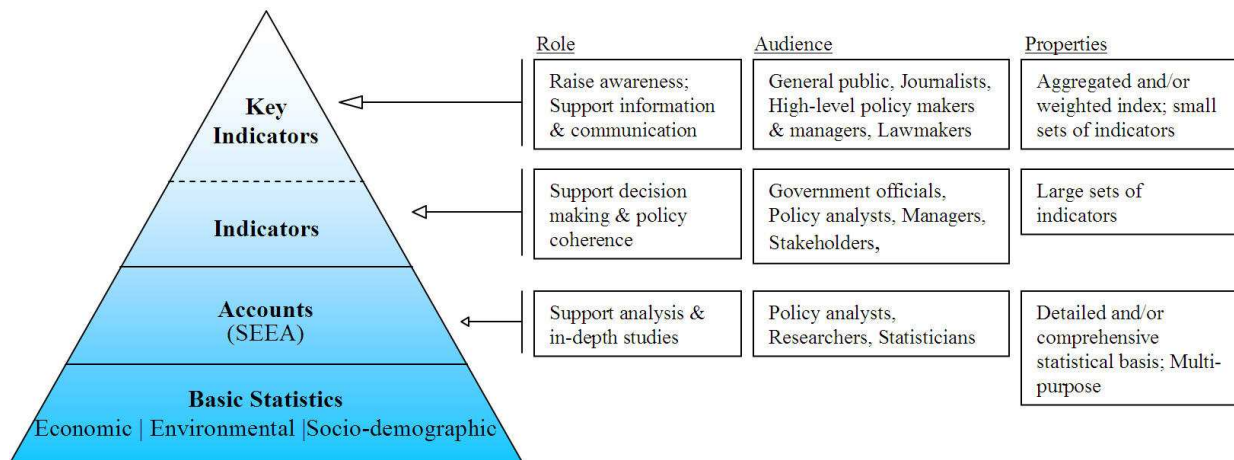 Role
Audience
Properties
Key
Indicators
Raise awareness;
Support information
& communication
General public, Journalists,
High-level policy makers
& managers, Lawmakers
Aggregated and/or
weighted index; small
sets of indicators
Indicators
Support decision
making & policy
coherence
Government officials,
Policy analysts, Managers,
Stakeholders,
Large sets of
indicators
Accounts
(SEEA)
Support analysis &
in-depth studies
Policy analysts,
Researchers, Statisticians
Detailed and/or
comprehensive
statistical basis; Multi-
purpose
Basic Statistics
Economic | Environmental |Socio-demographic